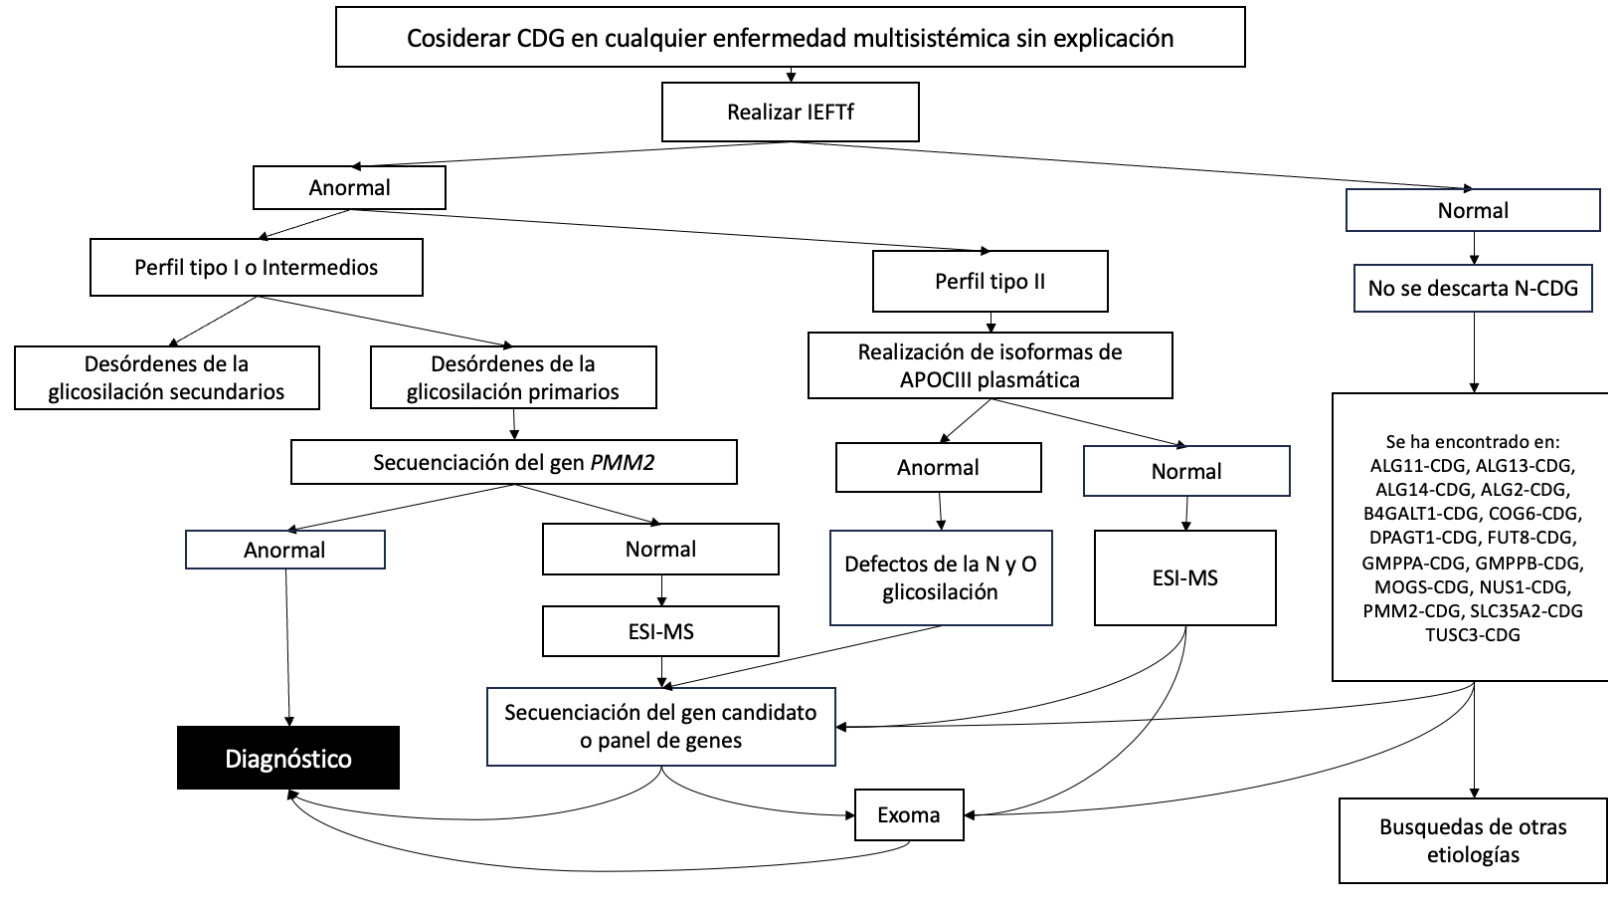 Cosiderar CDG en cualquier enfermedad multisistémica sin explicación
Realizar IEFTf
Anormal
Normal
Perfil tipo I o Intermedios
Perfil tipo II
No se descarta N-CDG
Desórdenes de la
glicosilación secundarios
Desórdenes de la
glicosilación primarios
Realización de isoformas de
APOCIII plasmática
Secuenciación del gen PMM2
Anormal
Normal
Se ha encontrado en:
ALG11-CDG, ALG13-CDG,
ALG14-CDG, ALG2-CDG,
B4GALT1-CDG, COG6-CDG,
DPAGT1-CDG, FUT8-CDG,
GMPPA-CDG, GMPPB-CDG,
MOGS-CDG, NUS1-CDG,
PMM2-CDG, SLC35A2-CDG
TUSC3-CDG
Anormal
Normal
Defectos de la N y O
glicosilación
ESI-MS
ESI-MS
Secuenciación del gen candidato
o panel de genes
Diagnóstico
Exoma
Busquedas de otras
etiologías